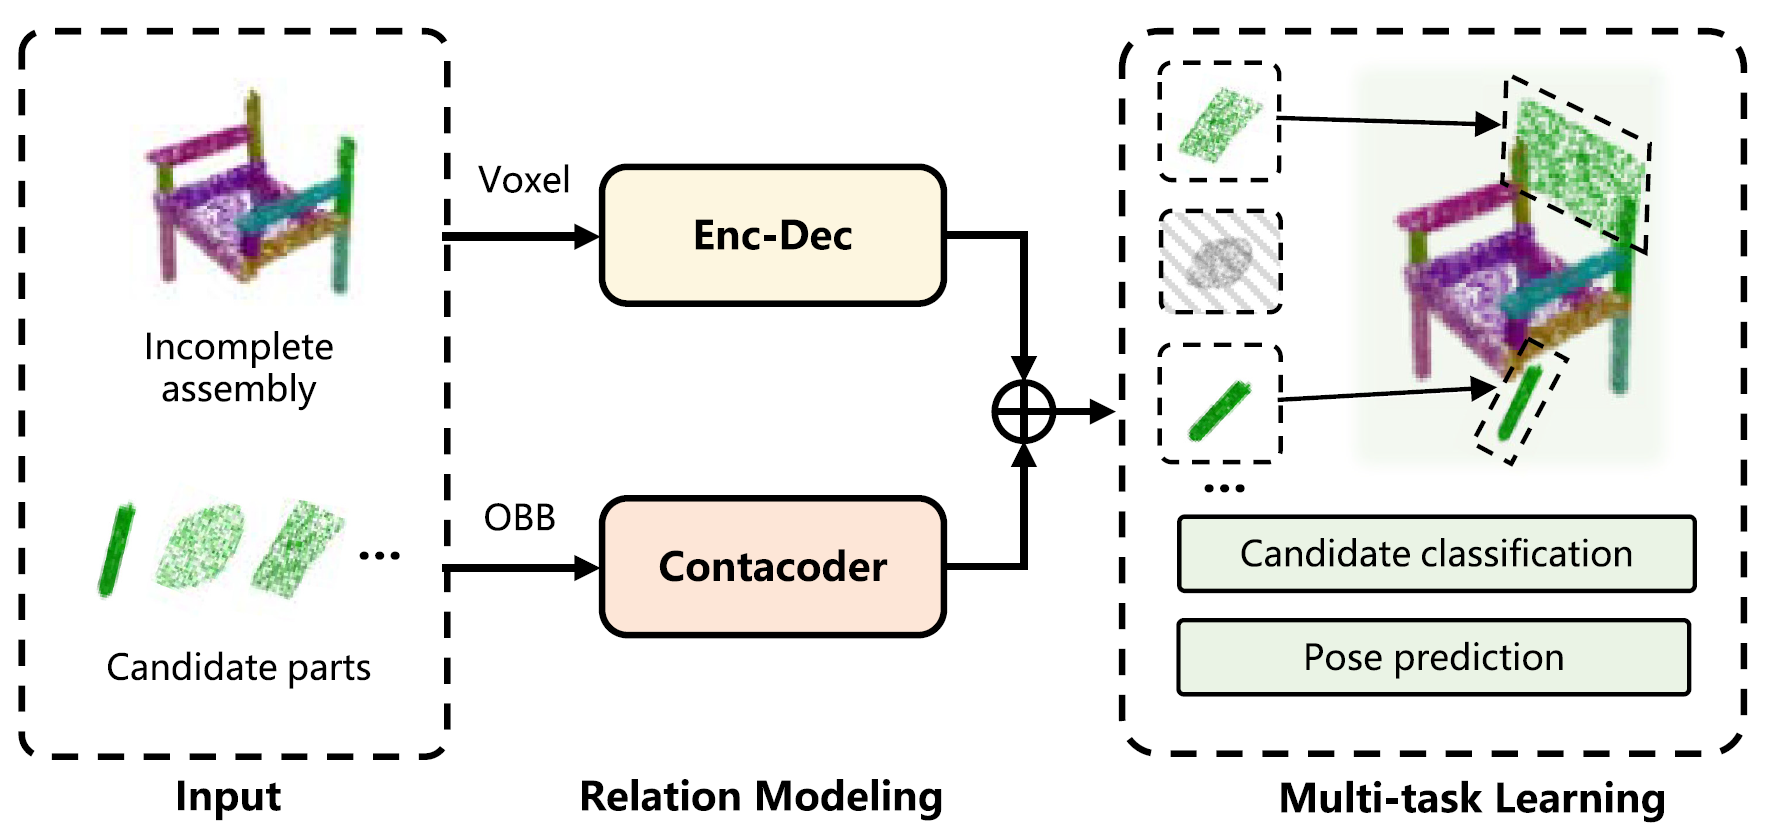 Incomplete
assembly
...
Candidate parts
Input
Voxel
Enc-Dec
OBB
Contacoder
Relation Modeling
...
Candidate classification
Pose prediction
Multi-task Learning